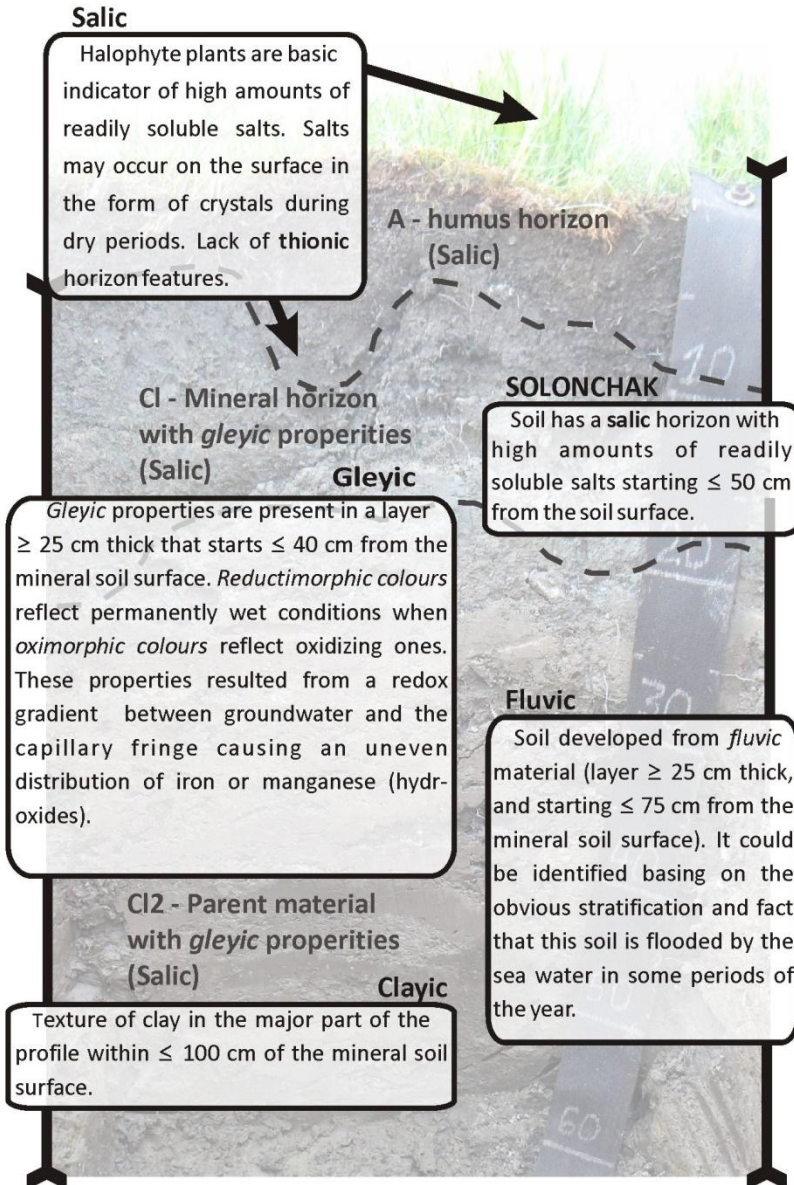 Salic
Halophyte plants are basic
indicator of high amounts of
readily soluble salts. Salts
may occur on the surface in
the form of crystals during
dry periods. Lack of thionic
horizon features.
A - humus horizon
(Salic)
10
Cl - Mineral horizon
with gleyic properities
(Salic)
SOLONCHAK
Soil has a salic horizon with
high amounts of readily
soluble salts starting ≤ 50 cm
from the soil surface.
Gleyic
Gleyic properties are present in a layer
≥ 25 cm thick that starts ≤ 40 cm from the
mineral soil surface. Reductimorphic colours
reflect permanently wet conditions when
oximorphic colours reflect oxidizing ones.
These properties resulted from a redox
gradient between groundwater and the
capillary fringe causing an uneven
distribution of iron or manganese (hydr-
oxides).
30
Fluvic
Soil developed from fluvic
material (layer ≥ 25 cm thick,
and starting ≤ 75 cm from the
mineral soil surface). It could
be identified basing on the
obvious stratification and fact
that this soil is flooded by the
sea water in some periods of
the year.
Cl2 - Parent material
with gleyic properities
(Salic)
Clayic
Texture of clay in the major part of the
profile within ≤ 100 cm of the mineral soil
surface.
60